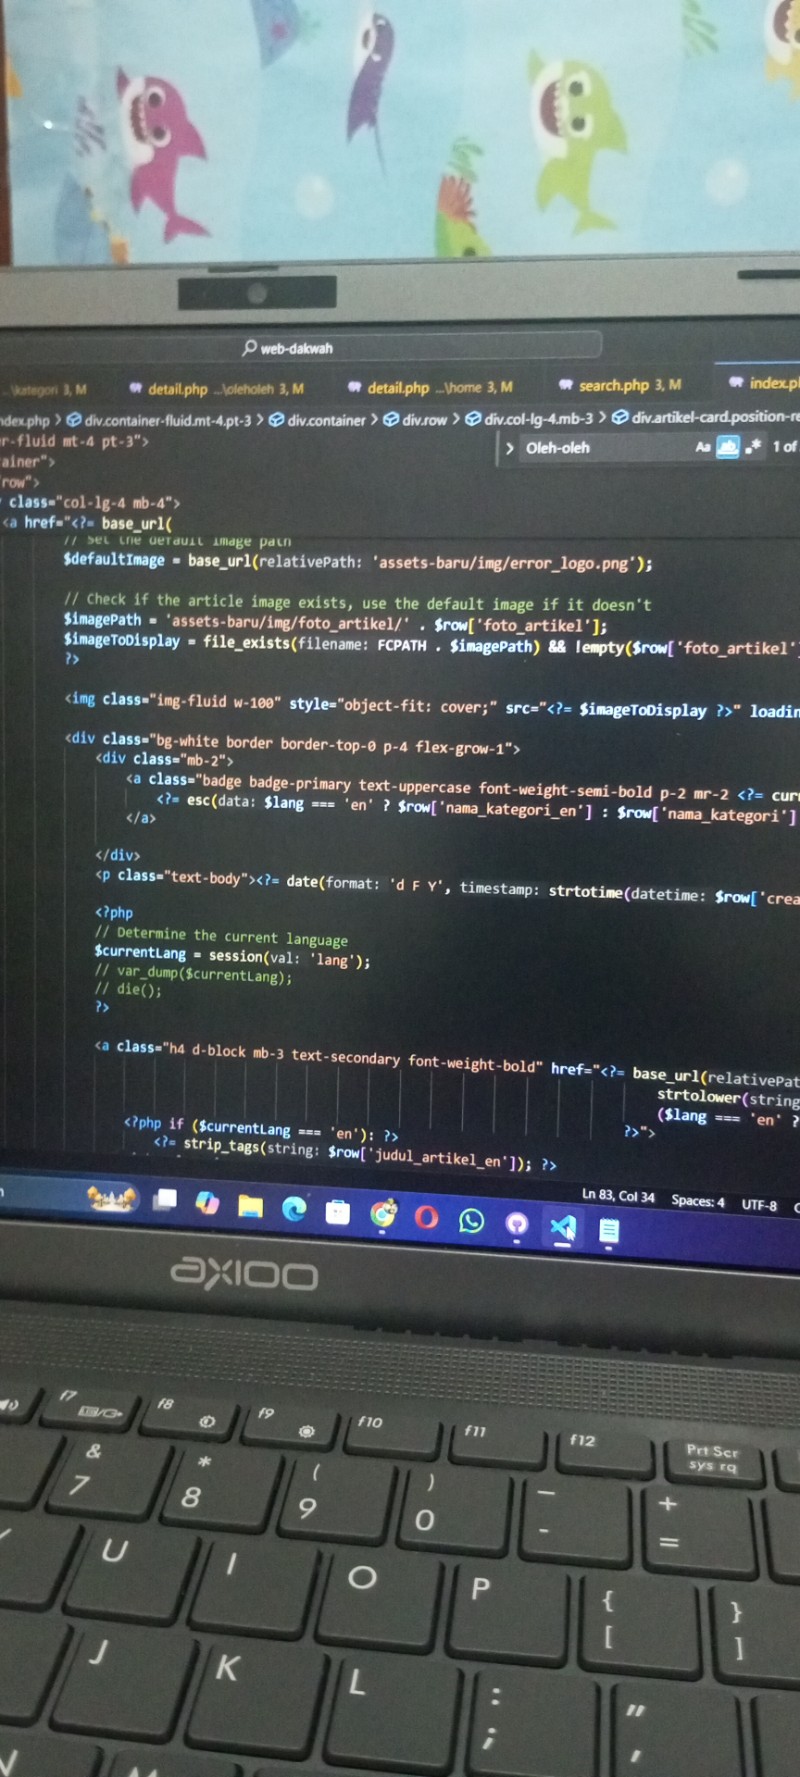 web-dakwah
..\kategori 3, M detail.php ...\oleholeh 3, M detail.php ...\home 3, M search.php 3, M index.p
ndex.php > div.container-fluid.mt-4.pt-3 > div.container > div.row > div.col-lg-4.mb-3 > div.artikel-card.position-re
r-fluid mt-4 pt-3">
ainer">
row">
class="col-lg-4 mb-4">
<a href="<?= base_url(
> Oleh-oleh Aa ab .* 1 of
// Set the default image path
$defaultImage = base_url(relativePath: 'assets-baru/img/error_logo.png');
// Check if the article image exists, use the default image if it doesn't
$imagePath = 'assets-baru/img/foto_artikel/' . $row['foto_artikel'];
$imageToDisplay = file_exists(filename: FCPATH . $imagePath) && !empty($row['foto_artikel'
?>
<img class="img-fluid w-100" style="object-fit: cover;" src="<?= $imageToDisplay ?>" loadin
<div class="bg-white border border-top-0 p-4 flex-grow-1">
<div class="mb-2">
<a class="badge badge-primary text-uppercase font-weight-semi-bold p-2 mr-2 <?= cur
<?= esc(data: $lang === 'en' ? $row['nama_kategori_en'] : $row['nama_kategori']
</a>
</div>
<p class="text-body"><?= date(format: 'd F Y', timestamp: strtotime(datetime: $row['crea
<?php
// Determine the current language
$currentLang = session(val: 'lang');
// var_dump($currentLang);
// die();
?>
<a class="h4 d-block mb-3 text-secondary font-weight-bold" href="<?= base_url(relativePat
strtolower(string
($lang === 'en' ?
?>">
<?php if ($currentLang === 'en'): ?>
<?= strip_tags(string: $row['judul_artikel_en']); ?>
Ln 83, Col 34 Spaces: 4 UTF-8
AXIOO
f7 f8 f9 f10 f11 f12 Prt Scr
sys rq
& * ( ) _ +
7 8 9 0 - =
U I O P { }
[ ]
J K L : "
; '
N M